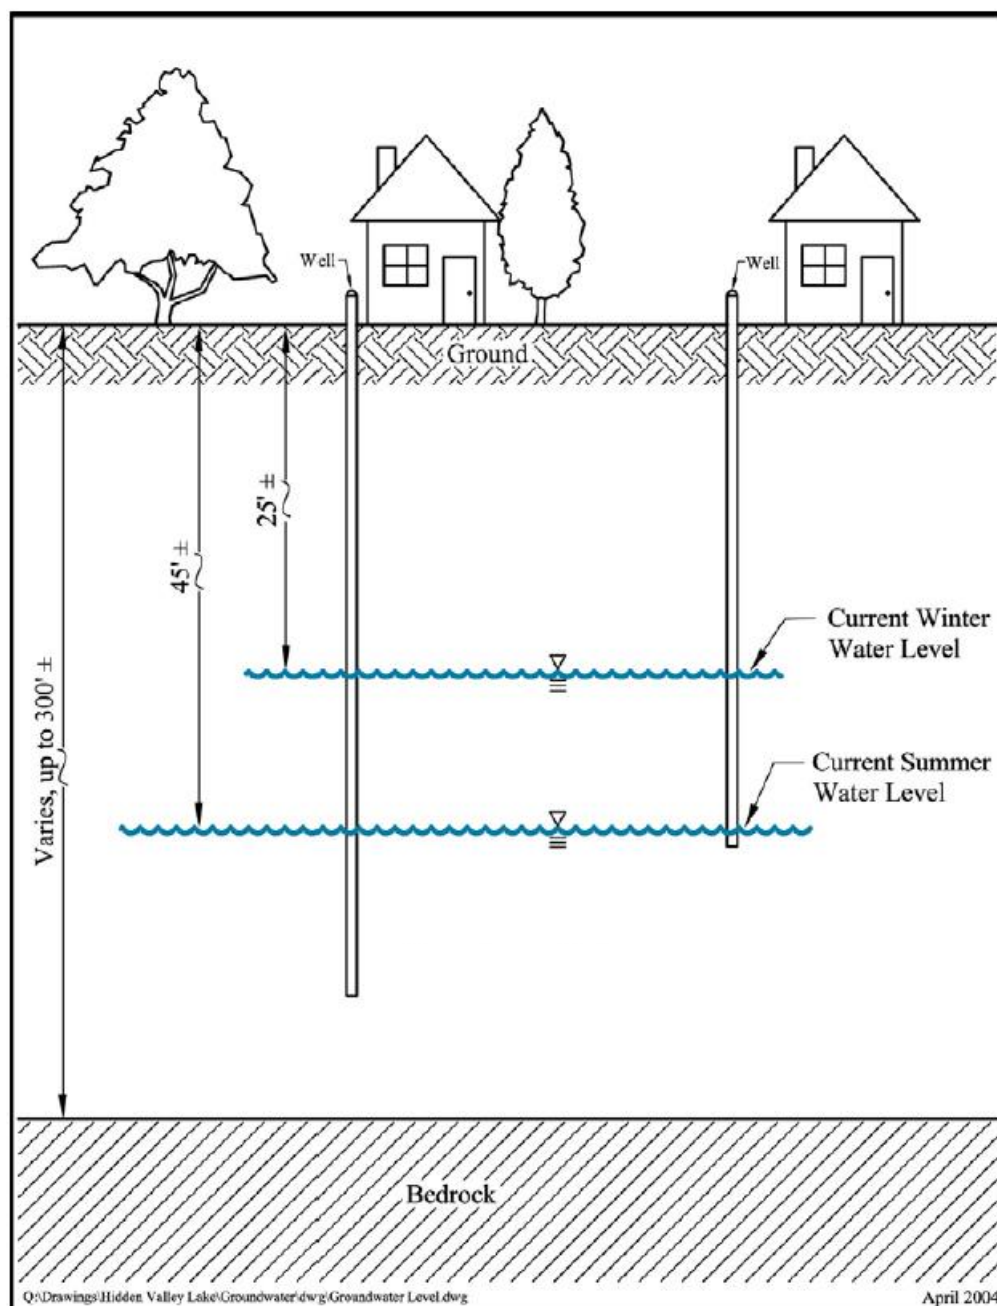 Well
Well
Ground
25' ±
45' ±
Varies, up to 300' ±
Current Winter
Water Level
Current Summer
Water Level
Bedrock
Q:\Drawings\Hidden Valley Lake\Groundwater\dwg\Groundwater Level.dwg
April 2004